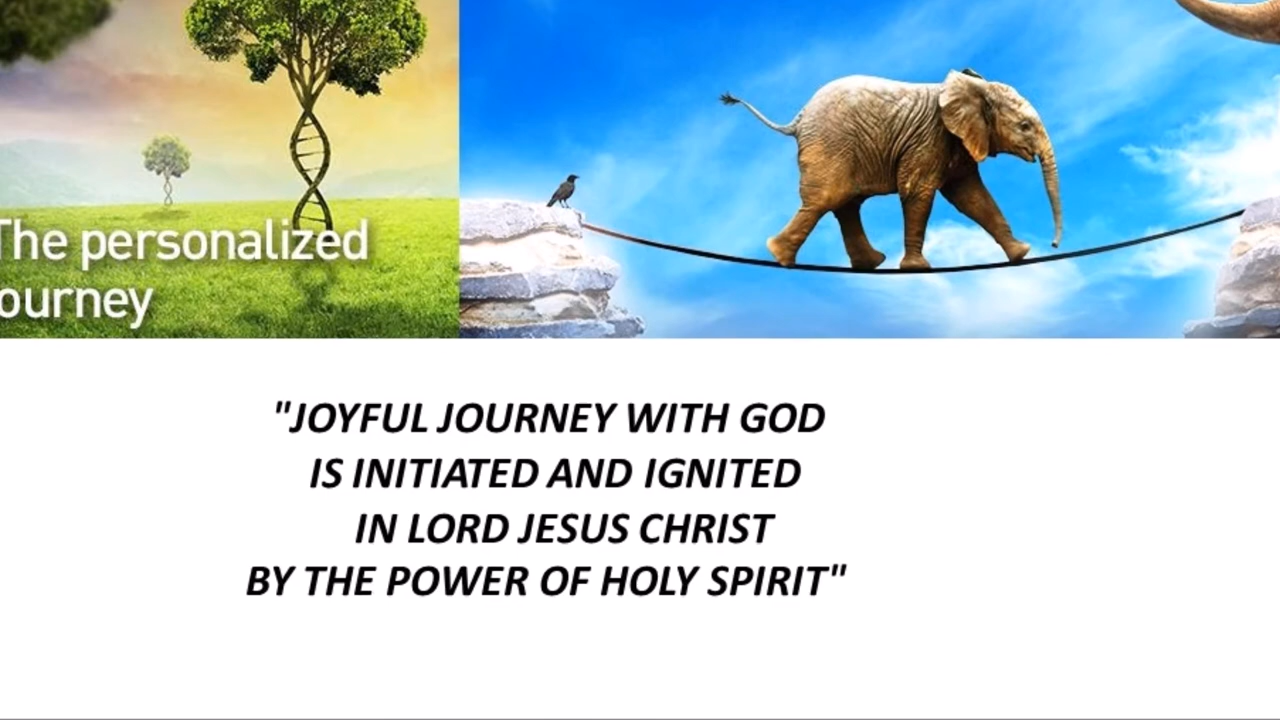 The personalized
ourney
"JOYFUL JOURNEY WITH GOD
IS INITIATED AND IGNITED
IN LORD JESUS CHRIST
BY THE POWER OF HOLY SPIRIT"